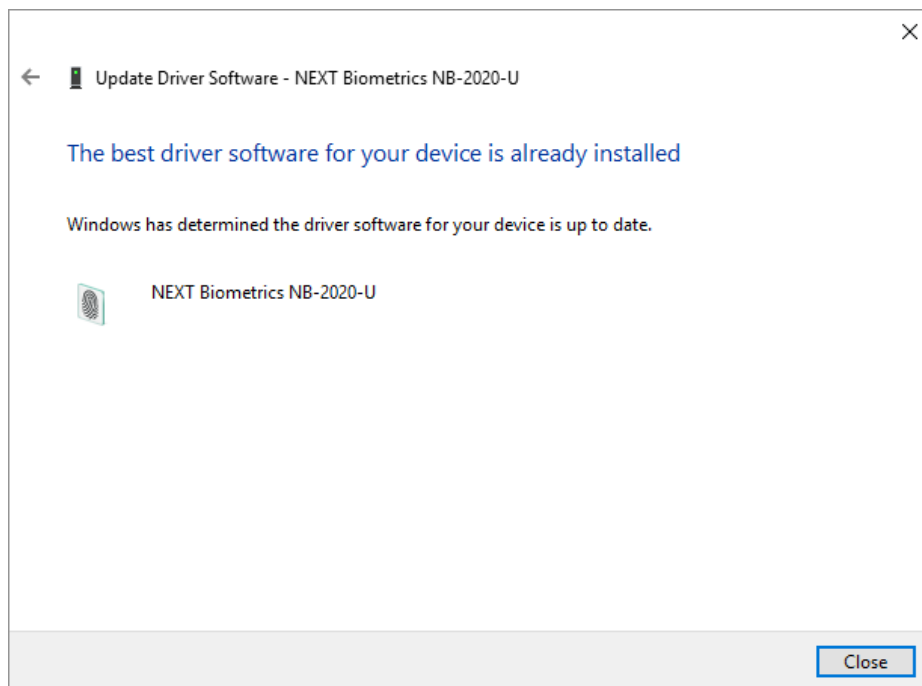 Update Driver Software - NEXT Biometrics NB-2020-U
The best driver software for your device is already installed
Windows has determined the driver software for your device is up to date.
NEXT Biometrics NB-2020-U
Close